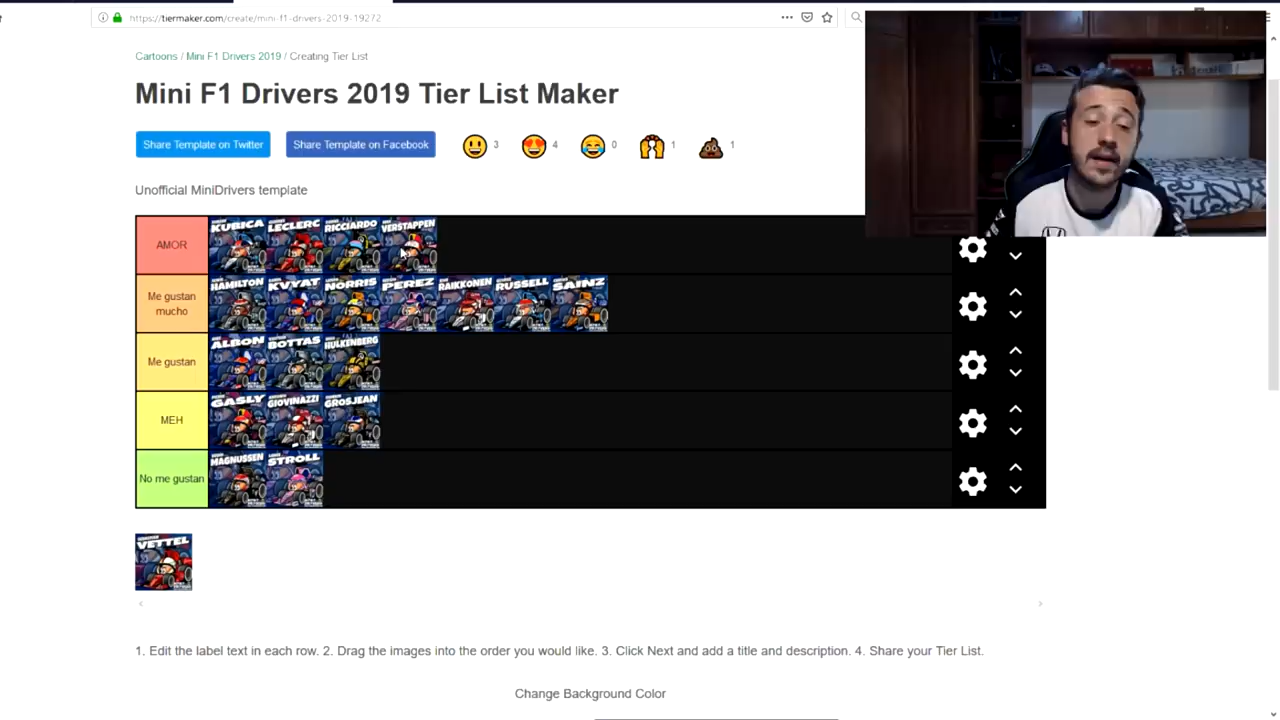 https://tiermaker.com/create/mini-f1-drivers-2019-19272
Cartoons / Mini F1 Drivers 2019 / Creating Tier List
Mini F1 Drivers 2019 Tier List Maker
Share Template on Twitter
Share Template on Facebook
3
4
0
1
1
Unofficial MiniDrivers template
AMOR
KUBICA
LECLERC
RICCIARDO
VERSTAPPEN
Me gustan
mucho
HAMILTON
KVYAT
NORRIS
PEREZ
RAIKKONEN
RUSSELL
SAINZ
Me gustan
ALBON
BOTTAS
HULKENBERG
MEH
GASLY
GIOVINAZZI
GROSJEAN
No me gustan
MAGNUSSEN
STROLL
VETTEL
1. Edit the label text in each row. 2. Drag the images into the order you would like. 3. Click Next and add a title and description. 4. Share your Tier List.
Change Background Color